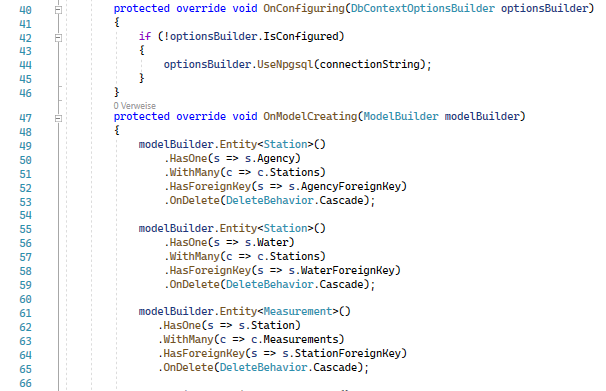 40 protected override void OnConfiguring(DbContextOptionsBuilder optionsBuilder)
41 {
42 if (!optionsBuilder.IsConfigured)
43 {
44 optionsBuilder.UseNpgsql(connectionString);
45 }
46 }
0 Verweise
47 protected override void OnModelCreating(ModelBuilder modelBuilder)
48 {
49 modelBuilder.Entity<Station>()
50 .HasOne(s => s.Agency)
51 .WithMany(c => c.Stations)
52 .HasForeignKey(s => s.AgencyForeignKey)
53 .OnDelete(DeleteBehavior.Cascade);
54
55 modelBuilder.Entity<Station>()
56 .HasOne(s => s.Water)
57 .WithMany(c => c.Stations)
58 .HasForeignKey(s => s.WaterForeignKey)
59 .OnDelete(DeleteBehavior.Cascade);
60
61 modelBuilder.Entity<Measurement>()
62 .HasOne(s => s.Station)
63 .WithMany(c => c.Measurements)
64 .HasForeignKey(s => s.StationForeignKey)
65 .OnDelete(DeleteBehavior.Cascade);
66